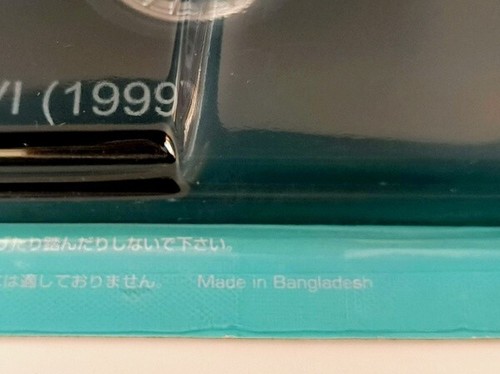 VI (1999
たり踏んだりしないで下さい。
は適しておりません。 Made in Bangladesh